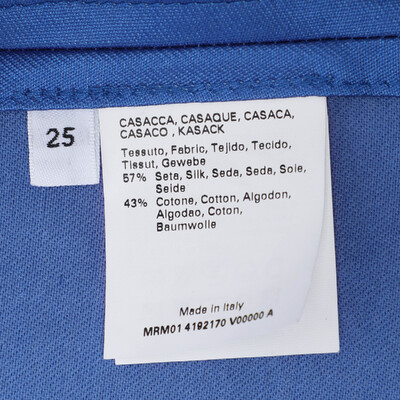 25
CASACCA, CASAQUE, CASACA,
CASACO , KASACK
Tessuto, Fabric, Tejido, Tecido,
Tissut, Gewebe
57% Seta, Silk, Seda, Seda, Soie,
Seide
43% Cotone, Cotton, Algodon,
Algodao, Coton,
Baumwolle
Made in Italy
MRM01 4192170 V00000 A